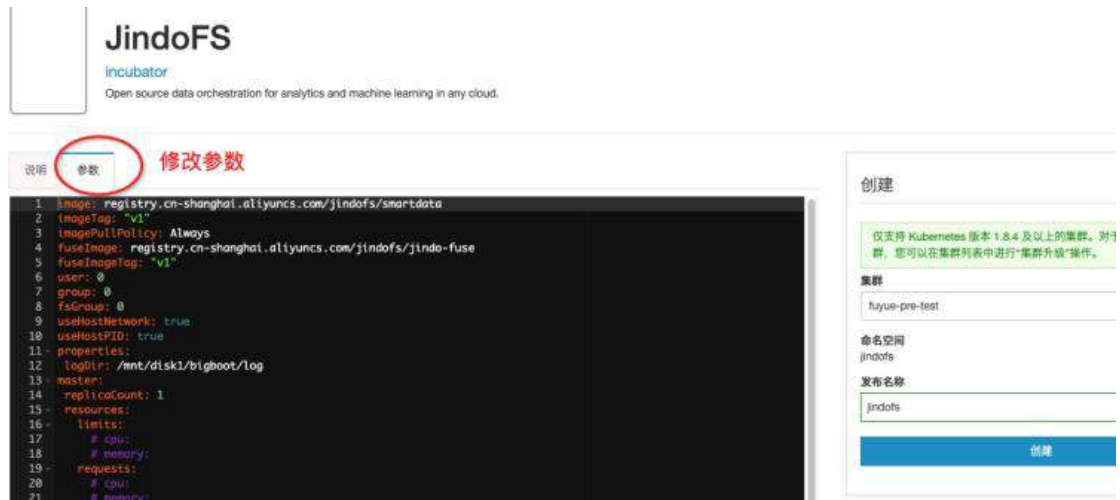 JindoFS
incubator
Open source data orchestration for analytics and machine learning in any cloud.
说明
参数
修改参数
1 image: registry.cn-shanghai.aliyuncs.com/jindofs/smartdata
2 imageTag: "v1"
3 imagePullPolicy: Always
4 fuseImage: registry.cn-shanghai.aliyuncs.com/jindofs/jindo-fuse
5 fuseImageTag: "v1"
6 user: 0
7 group: 0
8 fsGroup: 0
9 useHostNetwork: true
10 useHostPID: true
11 properties:
12 logDir: /mnt/disk1/bigboot/log
13 master:
14 replicaCount: 1
15 resources:
16 limits:
17 # cpu:
18 # memory:
19 requests:
20 # cpu:
21 # memory:
创建
仅支持 Kubernetes 版本 1.8.4 及以上的集群。对于
群，您可以在集群列表中进行“集群升级”操作。
集群
fuyue-pre-test
命名空间
jindofs
发布名称
jindofs
创建